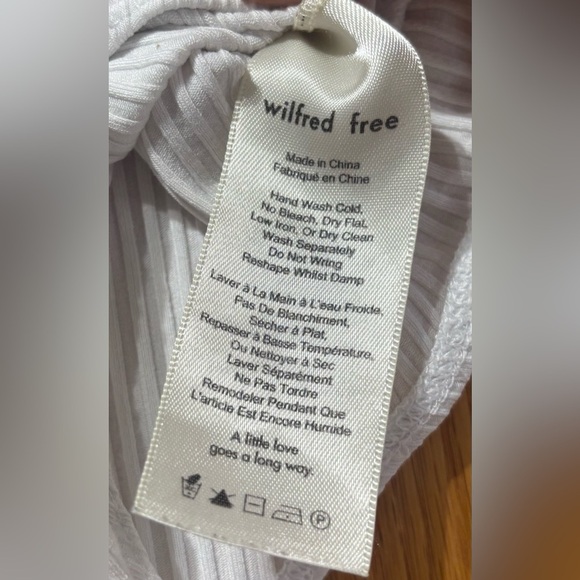 wilfred free
Made in China
Fabriqué en Chine
Hand Wash Cold,
No Bleach, Dry Flat,
Low Iron, Or Dry Clean
Wash Separately
Do Not Wring
Reshape Whilst Damp
Laver à La Main à L'eau Froide,
Pas De Blanchiment,
Sécher à Plat,
Repasser à Basse Température,
Ou Nettoyer à Sec
Laver Séparément
Ne Pas Tordre
Remodeler Pendant Que
L'article Est Encore Humide
A little love
goes a long way.
P